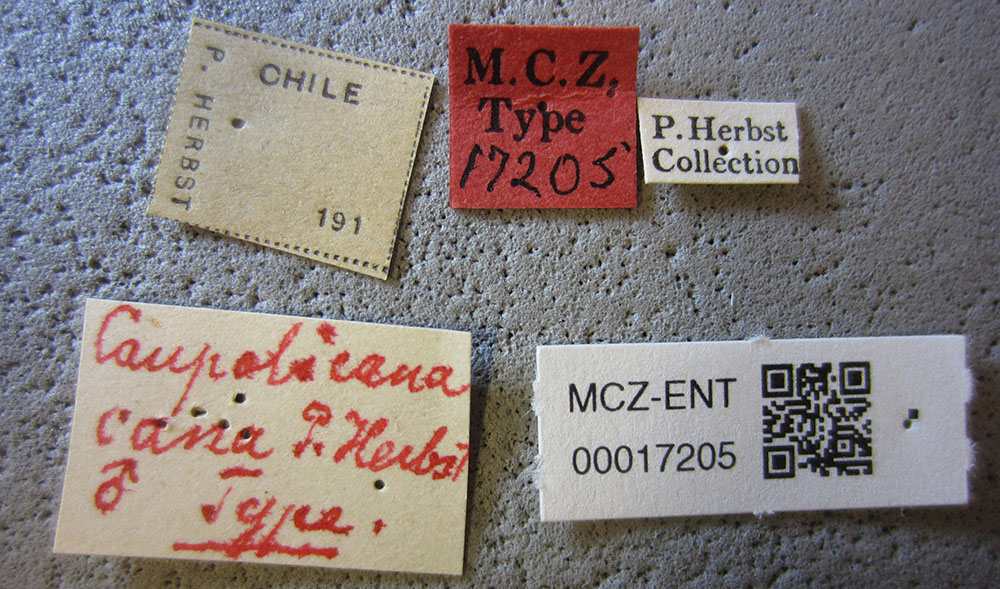 CHILE
P. HERBST
191
M.C.Z.
Type
17205
P. Herbst
Collection
Caupolicana
cana P. Herbst
♂ Type.
MCZ-ENT
00017205